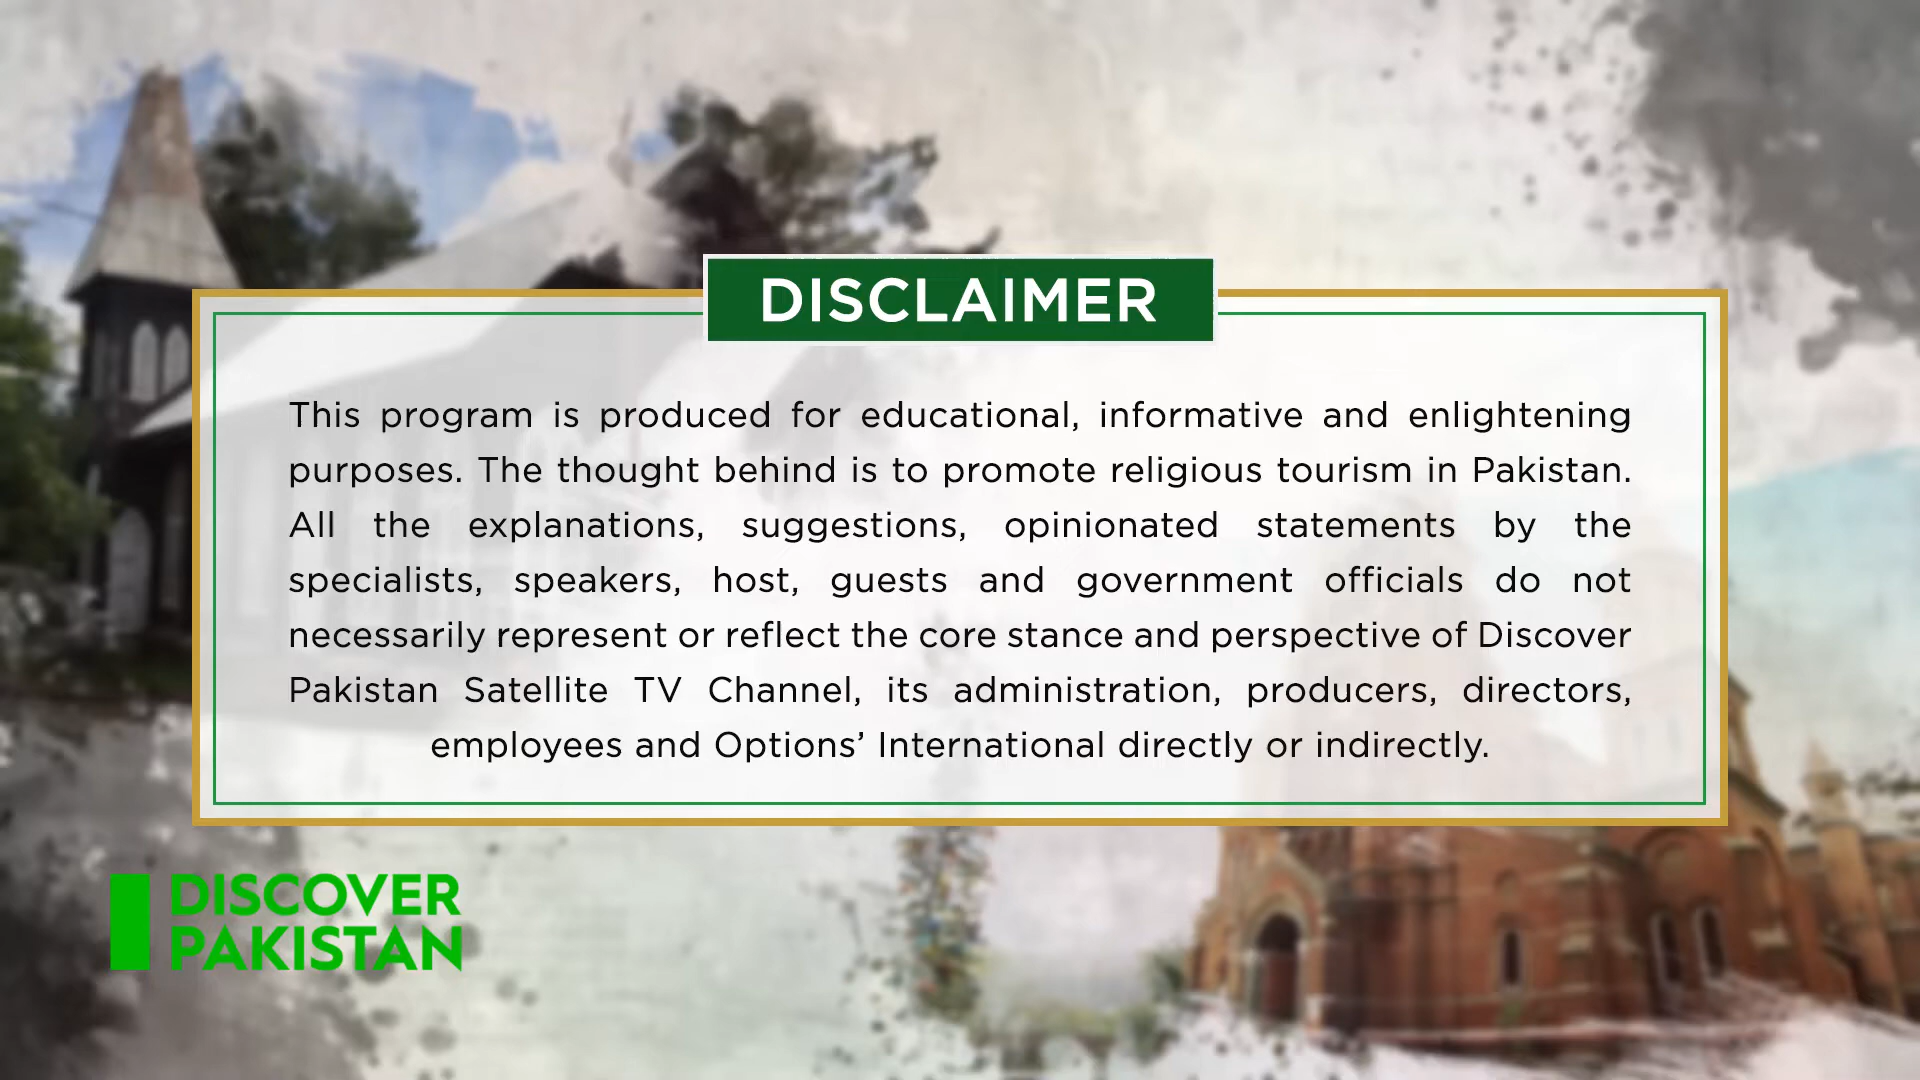 DISCLAIMER
This program is produced for educational, informative and enlightening
purposes. The thought behind is to promote religious tourism in Pakistan.
All the explanations, suggestions, opinionated statements by the
specialists, speakers, host, guests and government officials do not
necessarily represent or reflect the core stance and perspective of Discover
Pakistan Satellite TV Channel, its administration, producers, directors,
employees and Options’ International directly or indirectly.
DISCOVER
PAKISTAN